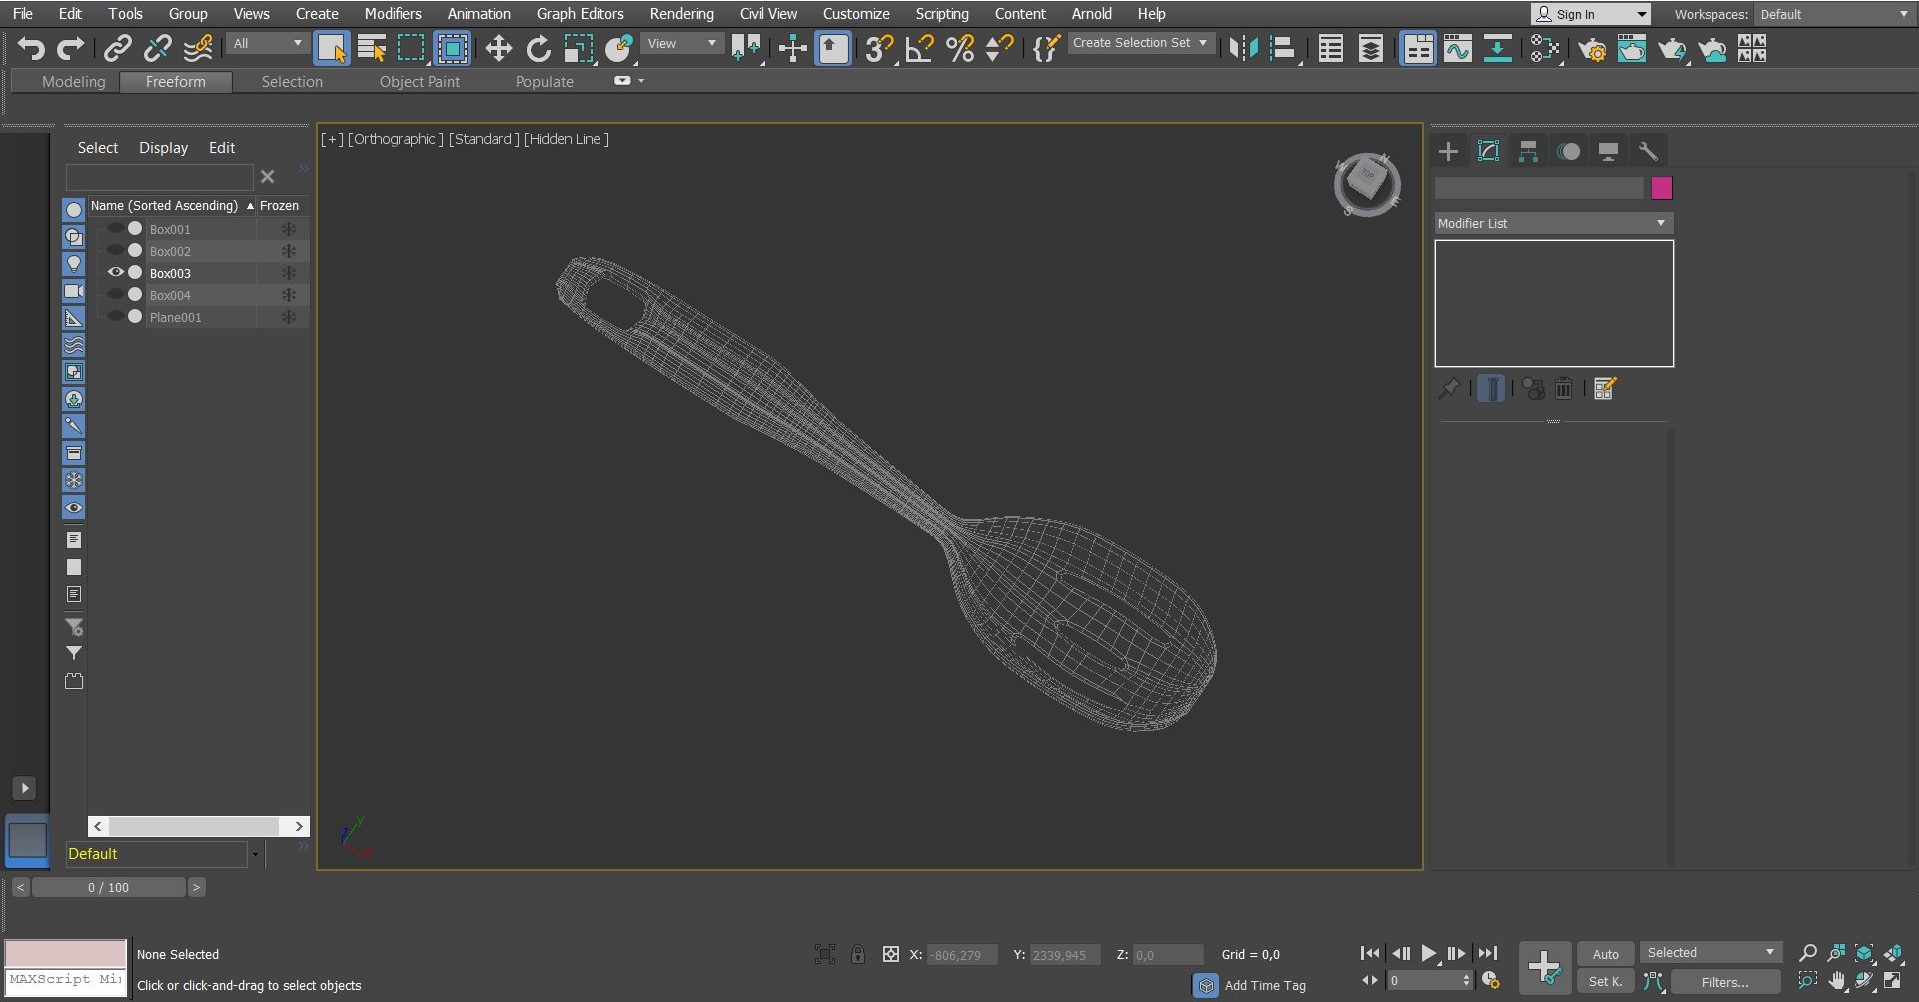 File Edit Tools Group Views Create Modifiers Animation Graph Editors Rendering Civil View Customize Scripting Content Arnold Help Sign In Workspaces: Default
All View Create Selection Set
Modeling Freeform Selection Object Paint Populate
[+] [Orthographic ] [Standard ] [Hidden Line ]
Select Display Edit
Name (Sorted Ascending) Frozen
Box001
Box002
Box003
Box004
Plane001
TOP
N
W
S
E
Modifier List
Z Y X
Default
< 0 / 100 >
None Selected
X: -806,279 Y: 2339,945 Z: 0,0 Grid = 0,0
Auto Selected
MAXScript Mi
Click or click-and-drag to select objects
Add Time Tag
0
Set K. Filters...